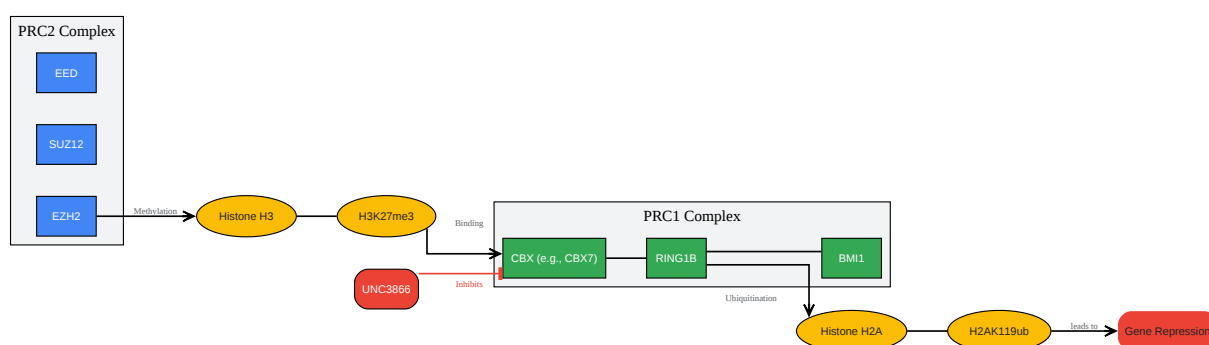 PRC2 Complex
EED
SUZ12
EZH2
Methylation
Histone H3
H3K27me3
Binding
PRC1 Complex
CBX (e.g., CBX7)
RING1B
BMI1
UNC3866
Inhibits
Ubiquitination
Histone H2A
H2AK119ub
leads to
Gene Repression